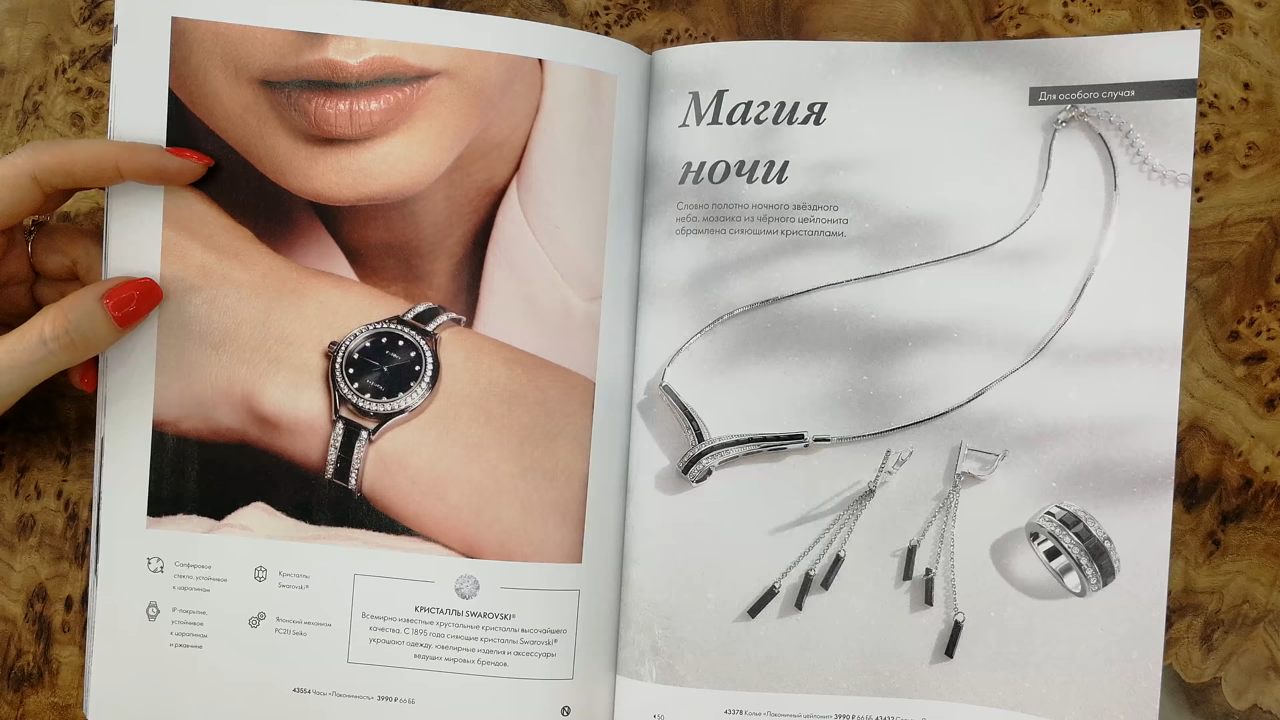 Сапфировое
стекло, устойчивое
к царапинам
Кристаллы
Swarovski®
IP-покрытие,
устойчивое
к царапинам
и ржавчине
Японский механизм
PC21J Seiko
КРИСТАЛЛЫ SWAROVSKI®
Всемирно известные хрустальные кристаллы высочайшего
качества. С 1895 года сияющие кристаллы Swarovski®
украшают одежду, ювелирные изделия и аксессуары
ведущих мировых брендов.
43554 Часы «Лаконичность» 3990 ₽ 66 ББ
Для особого случая
Магия
ночи
Словно полотно ночного звёздного
неба, мозаика из чёрного цейлонита
обрамлена сияющими кристаллами.
50
43378 Колье «Лаконичный цейлонит» 3990 ₽ 66 ББ